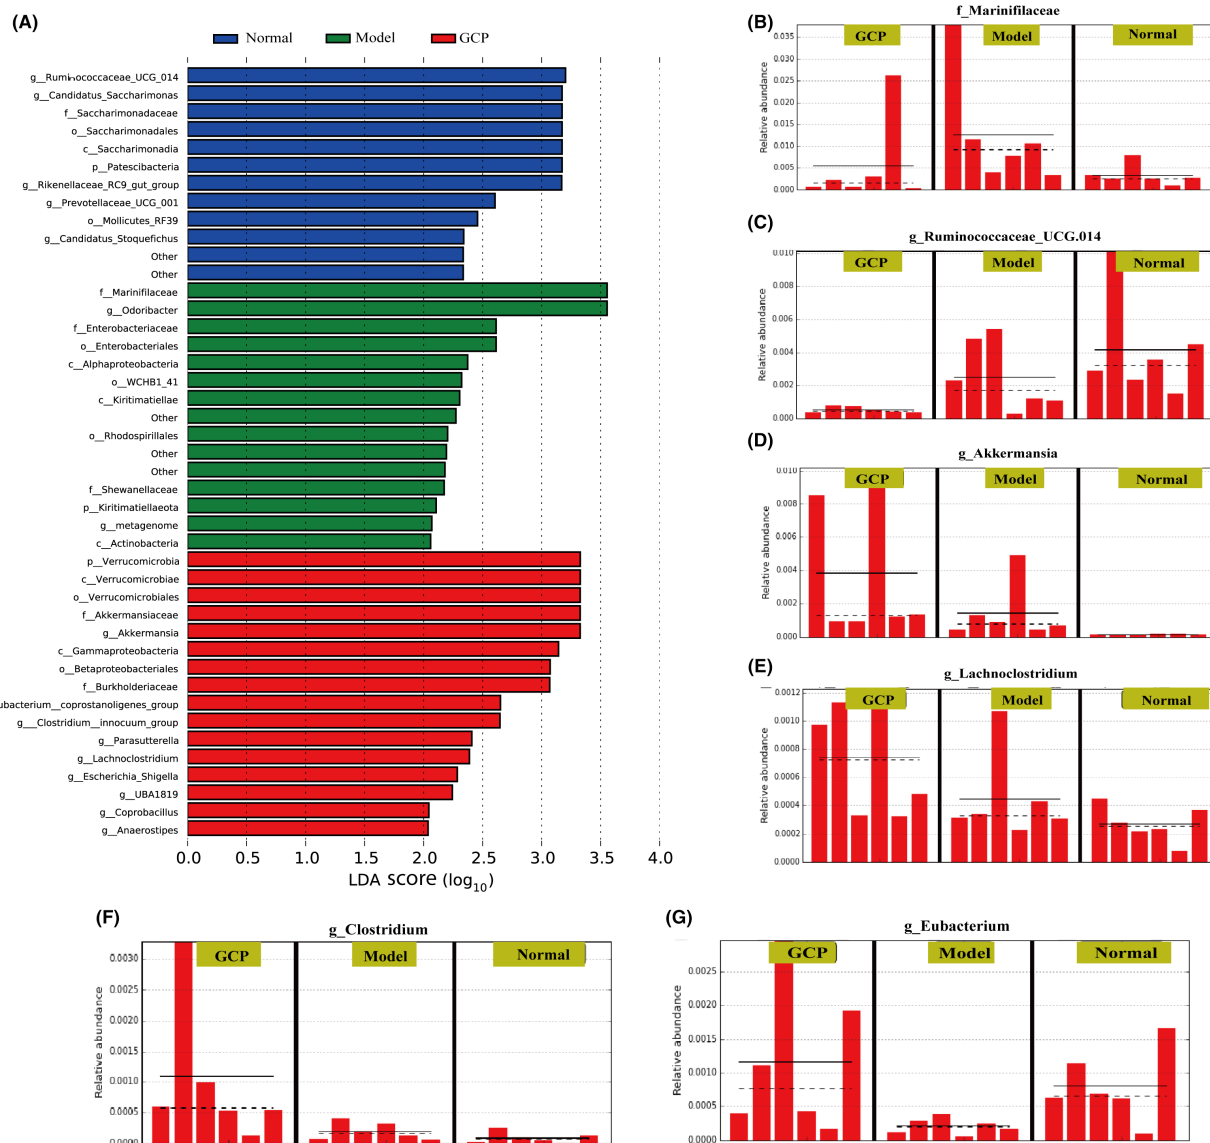 (A)
Normal
Model
GCP
g__Ruminococcaceae_UCG_014
g__Candidatus_Saccharimonas
f__Saccharimonadaceae
o__Saccharimonadales
c__Saccharimonadia
p__Patescibacteria
g__Rikenellaceae_RC9_gut_group
g__Prevotellaceae_UCG_001
o__Mollicutes_RF39
g__Candidatus_Stoquefichus
Other
Other
f__Marinifilaceae
g__Odoribacter
f__Enterobacteriaceae
o__Enterobacteriales
c__Alphaproteobacteria
o__WCHB1_41
c__Kiritimatiellae
Other
o__Rhodospirillales
Other
Other
f__Shewanellaceae
p__Kiritimatiellaeota
g__metagenome
c__Actinobacteria
p__Verrucomicrobia
c__Verrucomicrobiae
o__Verrucomicrobiales
f__Akkermansiaceae
g__Akkermansia
c__Gammaproteobacteria
o__Betaproteobacteriales
f__Burkholderiaceae
ubacterium__coprostanoligenes_group
g___Clostridium__innocuum_group
g__Parasutterella
g__Lachnoclostridium
g__Escherichia_Shigella
g__UBA1819
g__Coprobacillus
g__Anaerostipes
0.0 0.5 1.0 1.5 2.0 2.5 3.0 3.5 4.0
LDA score (log10)
(B)
f_Marinifilaceae
GCP Model Normal
Relative abundance
0.035
0.030
0.025
0.020
0.015
0.010
0.005
0.000
(C)
g_Ruminococcaceae_UCG.014
GCP Model Normal
Relative abundance
0.010
0.008
0.006
0.004
0.002
0.000
(D)
g_Akkermansia
GCP Model Normal
Relative abundance
0.010
0.008
0.006
0.004
0.002
0.000
(E)
g_Lachnoclostridium
GCP Model Normal
Relative abundance
0.0012
0.0010
0.0008
0.0006
0.0004
0.0002
0.0000
(F)
g_Clostridium
GCP Model Normal
Relative abundance
0.0030
0.0025
0.0020
0.0015
0.0010
0.0005
0.0000
(G)
g_Eubacterium
GCP Model Normal
Relative abundance
0.0025
0.0020
0.0015
0.0010
0.0005
0.0000